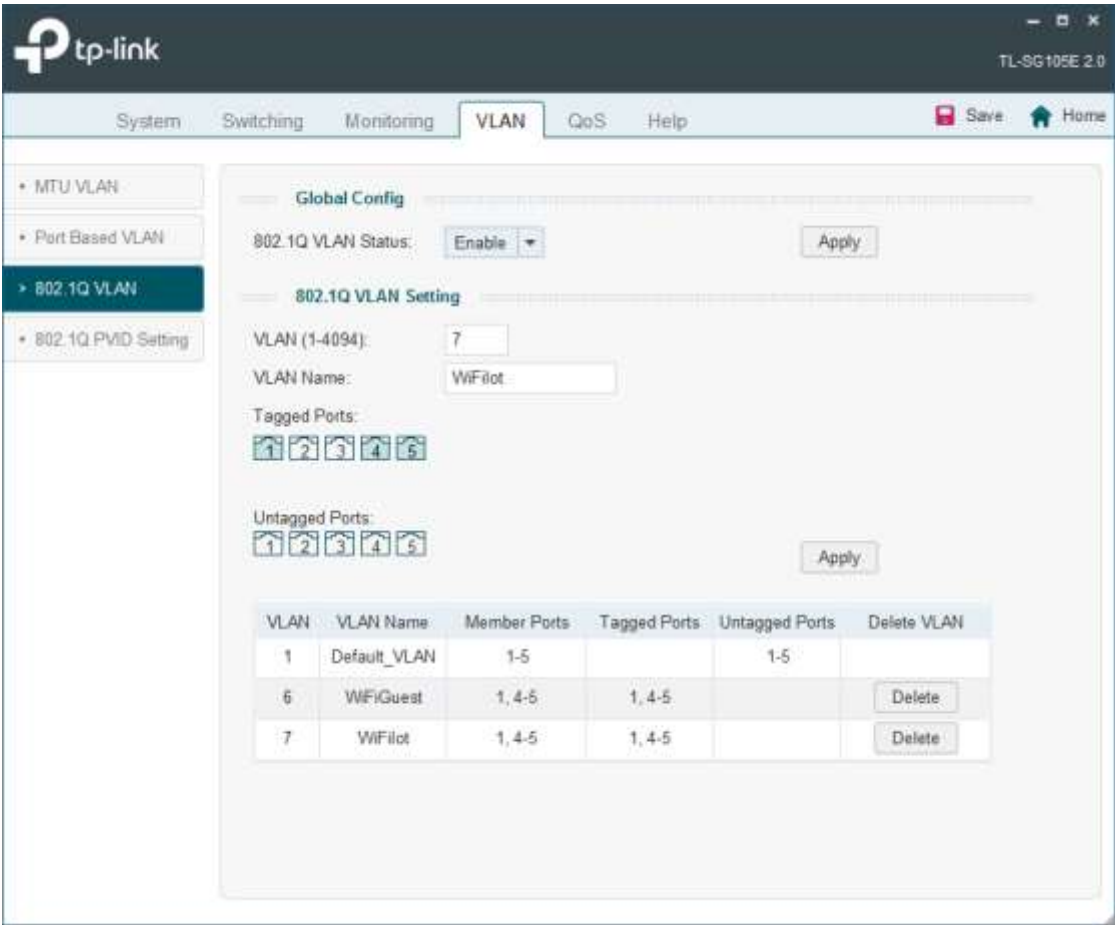 tp-link
TL-SG105E 2.0
System Switching Monitoring VLAN QoS Help Save Home
• MTU VLAN
• Port Based VLAN
> 802.1Q VLAN
• 802.1Q PVID Setting
Global Config
802.1Q VLAN Status: Enable Apply
802.1Q VLAN Setting
VLAN (1-4094): 7
VLAN Name: WiFiIot
Tagged Ports:
1 2 3 4 5
Untagged Ports:
1 2 3 4 5
Apply
VLAN VLAN Name Member Ports Tagged Ports Untagged Ports Delete VLAN
1 Default_VLAN 1-5 1-5
6 WiFiGuest 1, 4-5 1, 4-5 Delete
7 WiFiIot 1, 4-5 1, 4-5 Delete